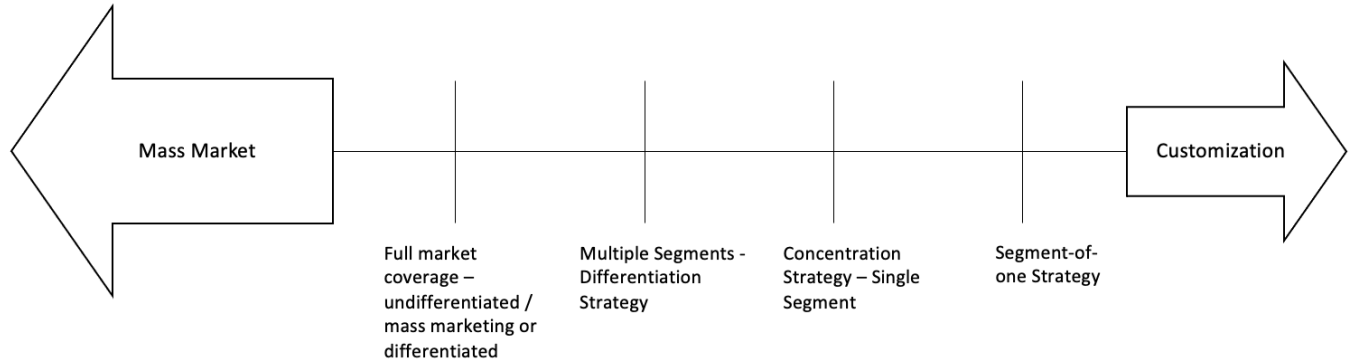 Mass Market
Customization
Full market
coverage –
undifferentiated /
mass marketing or
differentiated
Multiple Segments -
Differentiation
Strategy
Concentration
Strategy – Single
Segment
Segment-of-
one Strategy